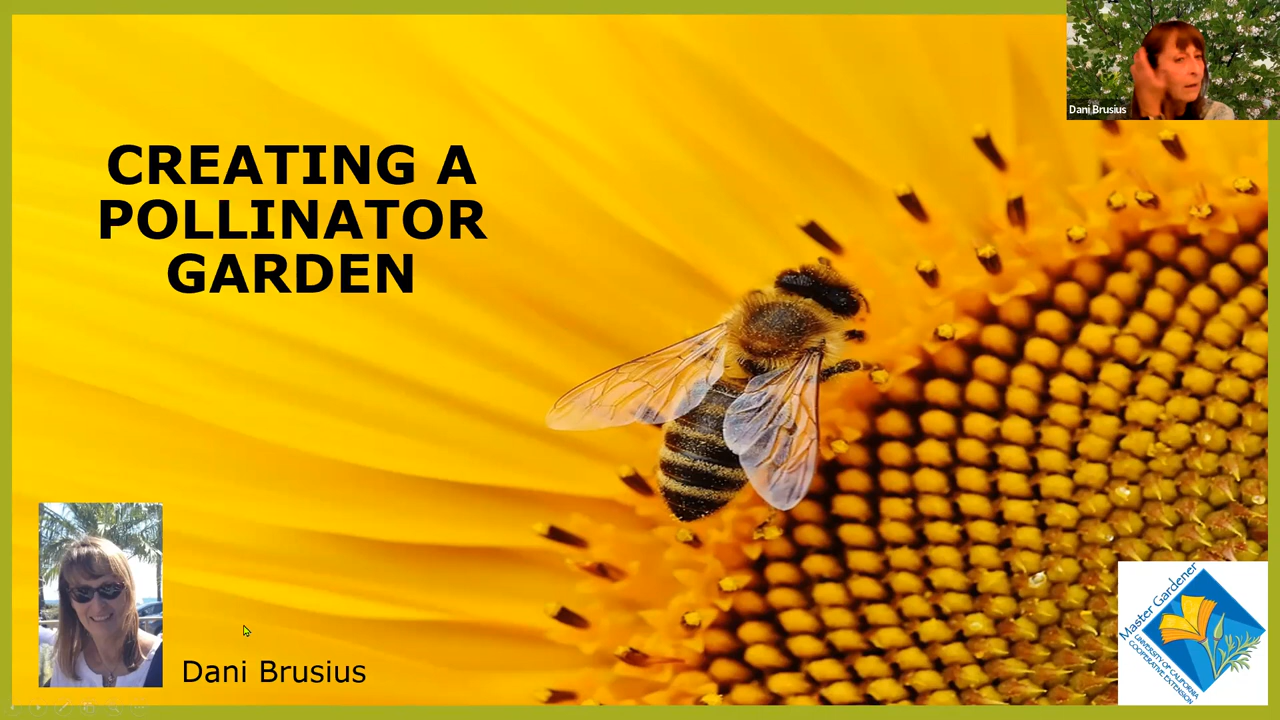 CREATING A
POLLINATOR
GARDEN
Dani Brusius
Dani Brusius
Master Gardener
UNIVERSITY OF CALIFORNIA
COOPERATIVE EXTENSION